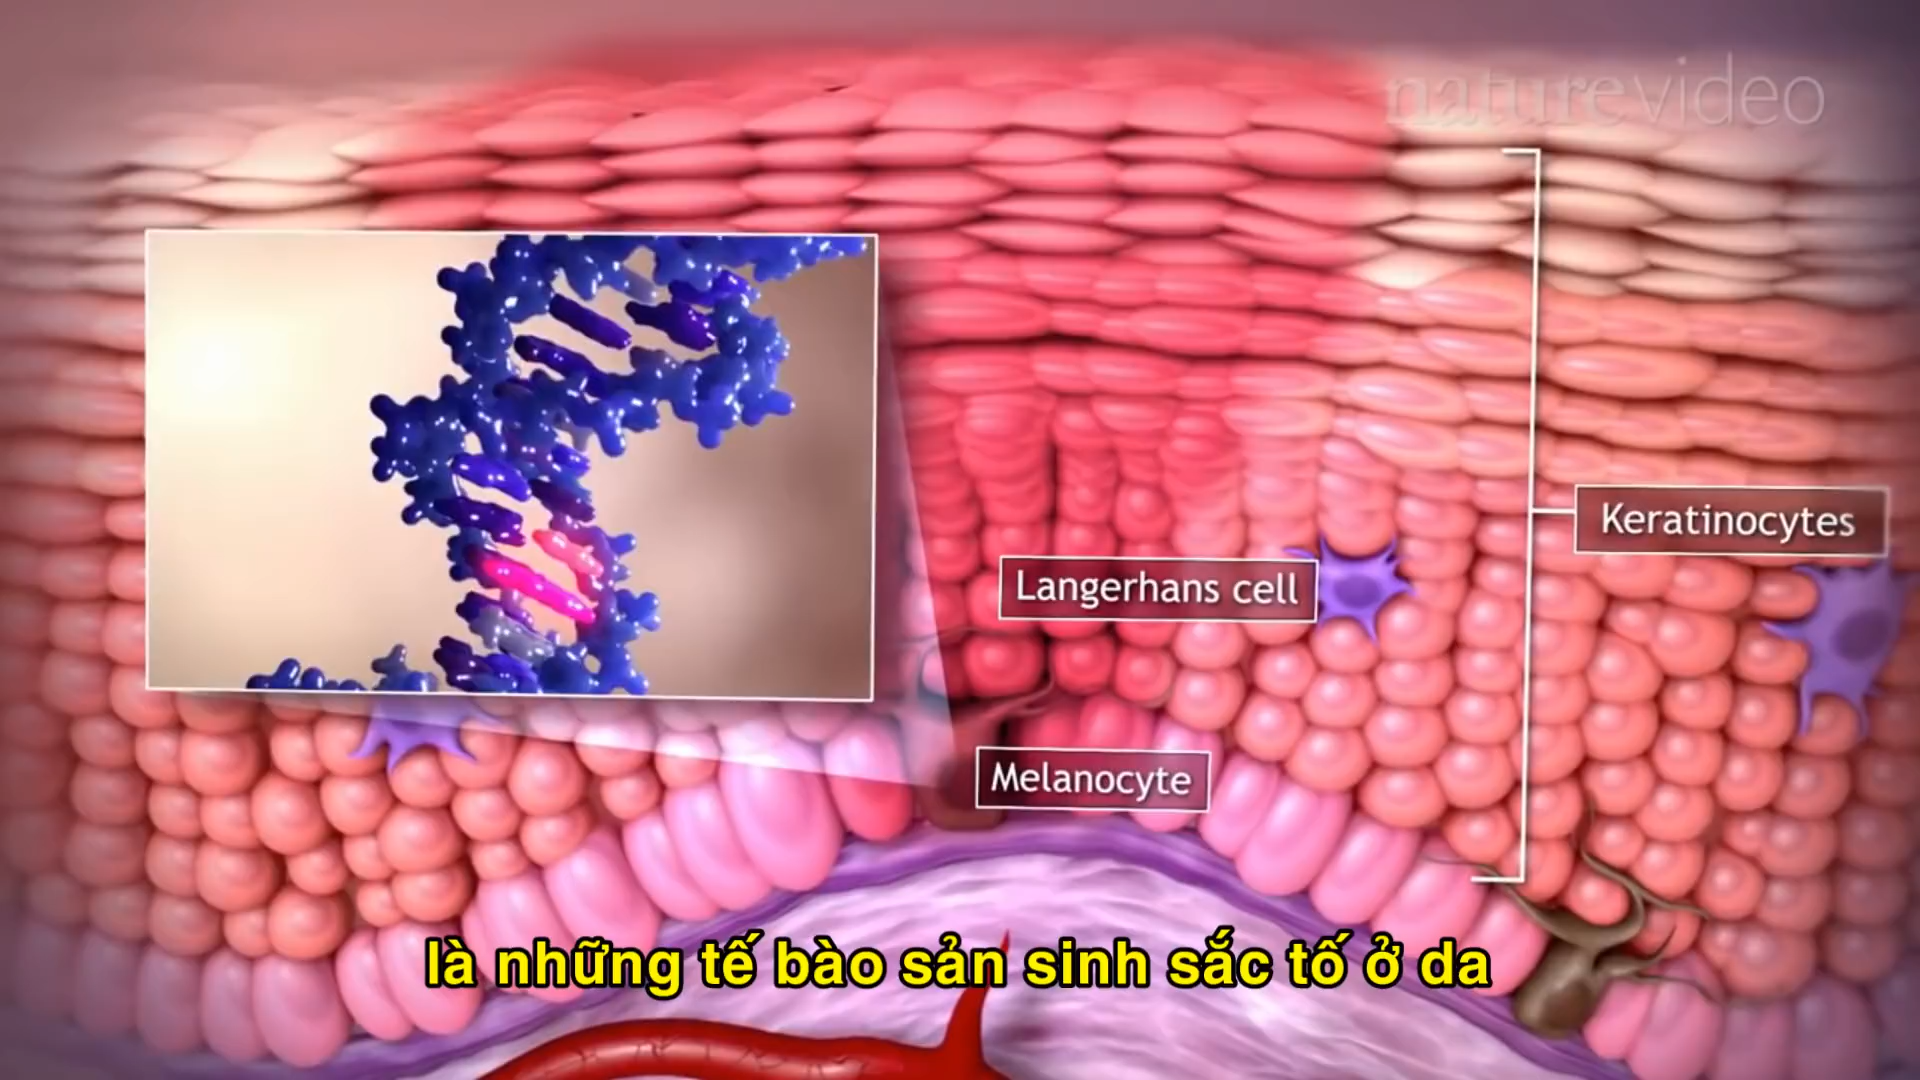 naturevideo
Keratinocytes
Langerhans cell
Melanocyte
là những tế bào sản sinh sắc tố ở da